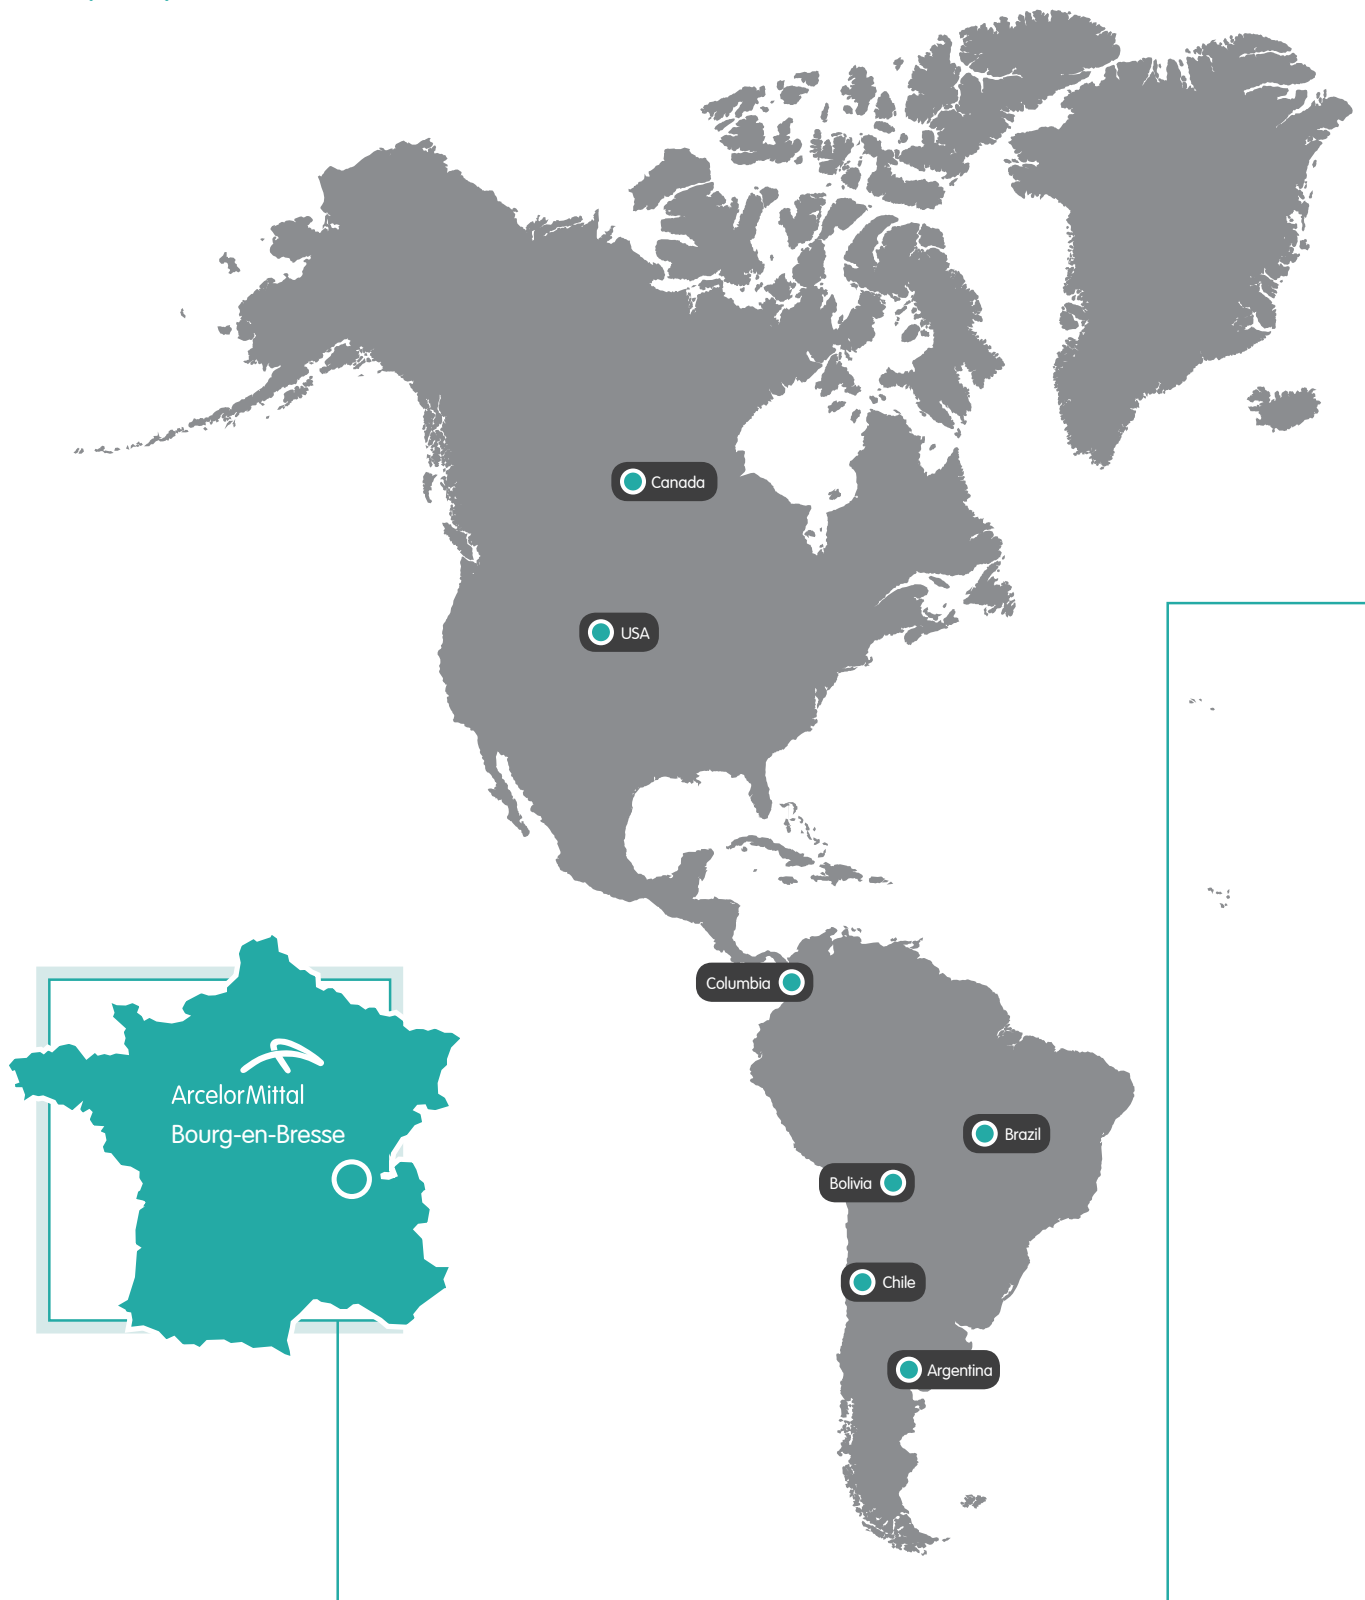 Canada
USA
Columbia
ArcelorMittal
Bourg-en-Bresse
Brazil
Bolivia
Chile
Argentina